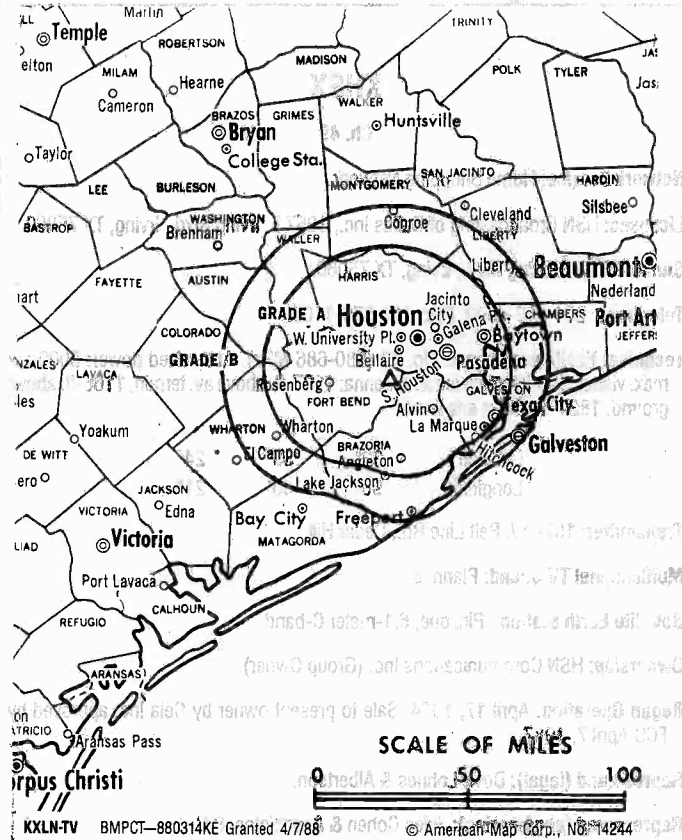 Martin
TRINITY
Temple
ROBERTSON
MADISON
POLK
TYLER
MILAM
Hearne
Cameron
WALKER
BRAZOS
GRIMES
Huntsville
Bryan
Taylor
College Sta.
SAN JACINTO
LEE
BURLESON
MONTGOMERY
HARDIN
Silsbee
BASTROP
WASHINGTON
Cleveland
Conroe
Brenham
WALLER
LIBERTY
Liberty
Beaumont
FAYETTE
AUSTIN
HARRIS
Nederland
GRADE A
Houston
Jacinto
City
CHAMBERS
Port Art
COLORADO
W. University Pl.
Galena Pk.
Baytown
JEFFERS
GRADE B
Bellaire
Pasadena
LAVACA
Rosenberg
S. Houston
GALVESTON
FORT BEND
Alvin
Texas City
Yoakum
WHARTON
Wharton
La Marque
Galveston
DE WITT
El Campo
BRAZORIA
Angleton
Hitchcock
JACKSON
Lake Jackson
VICTORIA
Edna
Bay City
Freeport
Victoria
MATAGORDA
Port Lavaca
CALHOUN
REFUGIO
ARANSAS
Aransas Pass
rpus Christi
SCALE OF MILES
0 50 100
KXLN-TV BMPCT—880314KE Granted 4/7/88 © American Map Corp., No. 14244